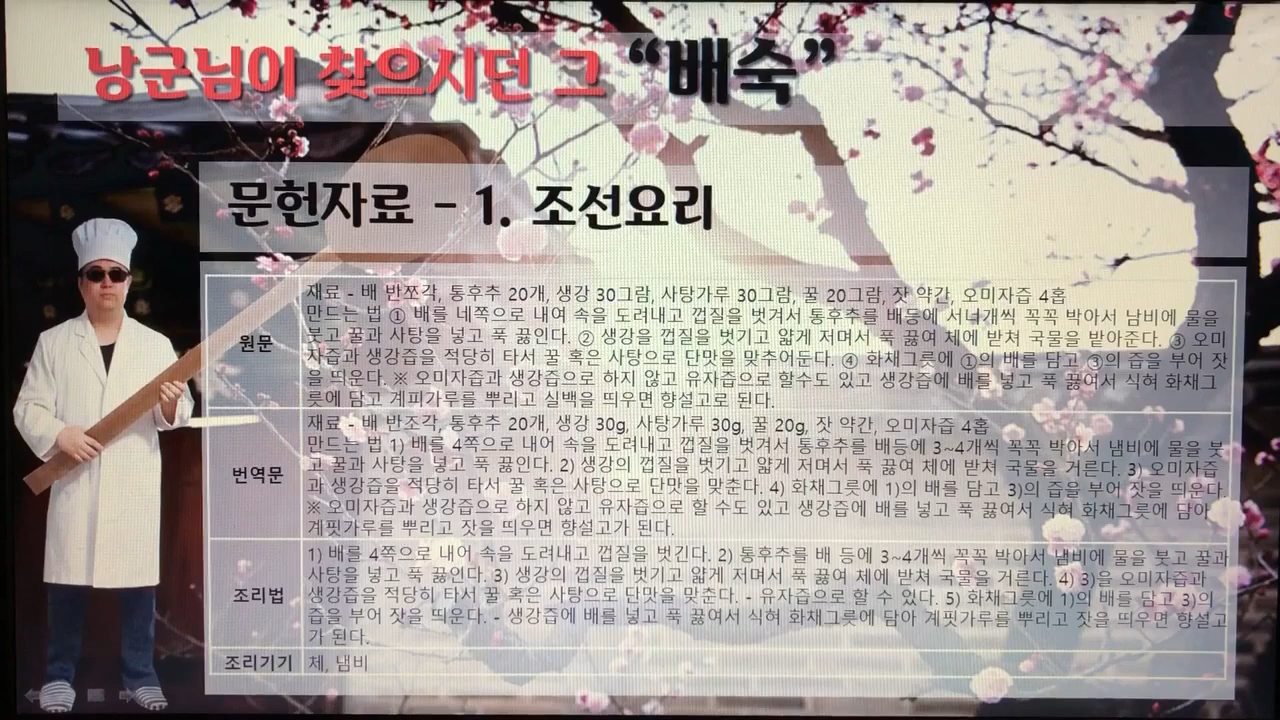 낭군님이 찾으시던 그 “배숙”
문헌자료 - 1. 조선요리
원문
재료 - 배 반쪼각, 통후추 20개, 생강 30그람, 사탕가루 30그람, 꿀 20그람, 잣 약간, 오미자즙 4홉
만드는 법 ① 배를 네쪽으로 내여 속을 도려내고 껍질을 벗겨서 통후추를 배등에 서너개씩 꼭꼭 박아서 남비에 물을
붓고 꿀과 사탕을 넣고 푹 끓인다. ② 생강을 껍질을 벗기고 얇게 저며서 푹 끓여 체에 받쳐 국물을 밭아준다. ③ 오미
자즙과 생강즙을 적당히 타서 꿀 혹은 사탕으로 단맛을 맞추어둔다. ④ 화채그릇에 ①의 배를 담고 ③의 즙을 부어 잣
을 띄운다. ※ 오미자즙과 생강즙으로 하지 않고 유자즙으로 할수도 있고 생강즙에 배를 넣고 푹 끓여서 식혀 화채그
릇에 담고 계피가루를 뿌리고 실백을 띄우면 향설고로 된다.
번역문
재료 - 배 반조각, 통후추 20개, 생강 30g, 사탕가루 30g, 꿀 20g, 잣 약간, 오미자즙 4홉
만드는 법 1) 배를 4쪽으로 내어 속을 도려내고 껍질을 벗겨서 통후추를 배등에 3~4개씩 꼭꼭 박아서 냄비에 물을 붓
고 꿀과 사탕을 넣고 푹 끓인다. 2) 생강의 껍질을 벗기고 얇게 저며서 푹 끓여 체에 받쳐 국물을 거른다. 3) 오미자즙
과 생강즙을 적당히 타서 꿀 혹은 사탕으로 단맛을 맞춘다. 4) 화채그릇에 1)의 배를 담고 3)의 즙을 부어 잣을 띄운다
※ 오미자즙과 생강즙으로 하지 않고 유자즙으로 할 수도 있고 생강즙에 배를 넣고 푹 끓여서 식혀 화채그릇에 담아
계핏가루를 뿌리고 잣을 띄우면 향설고가 된다.
조리법
1) 배를 4쪽으로 내어 속을 도려내고 껍질을 벗긴다. 2) 통후추를 배 등에 3~4개씩 꼭꼭 박아서 냄비에 물을 붓고 꿀과
사탕을 넣고 푹 끓인다. 3) 생강의 껍질을 벗기고 얇게 저며서 푹 끓여 체에 받쳐 국물을 거른다. 4) 3)을 오미자즙과
생강즙을 적당히 타서 꿀 혹은 사탕으로 단맛을 맞춘다. - 유자즙으로 할 수 있다. 5) 화채그릇에 1)의 배를 담고 3)의
즙을 부어 잣을 띄운다. - 생강즙에 배를 넣고 푹 끓여서 식혀 화채그릇에 담아 계핏가루를 뿌리고 잣을 띄우면 향설고
가 된다.
조리기기
체, 냄비